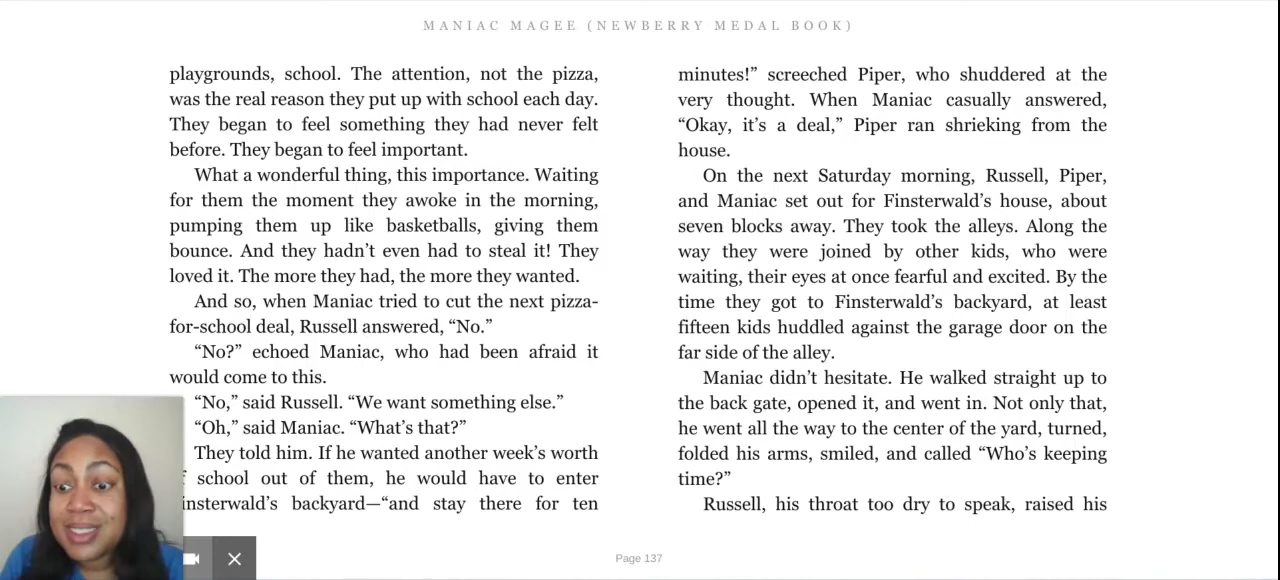 MANIAC MAGEE (NEWBERRY MEDAL BOOK)
playgrounds, school. The attention, not the pizza,
was the real reason they put up with school each day.
They began to feel something they had never felt
before. They began to feel important.
What a wonderful thing, this importance. Waiting
for them the moment they awoke in the morning,
pumping them up like basketballs, giving them
bounce. And they hadn’t even had to steal it! They
loved it. The more they had, the more they wanted.
And so, when Maniac tried to cut the next pizza-
for-school deal, Russell answered, “No.”
“No?” echoed Maniac, who had been afraid it
would come to this.
“No,” said Russell. “We want something else.”
“Oh,” said Maniac. “What’s that?”
They told him. If he wanted another week’s worth
school out of them, he would have to enter
insterwald’s backyard—“and stay there for ten
minutes!” screeched Piper, who shuddered at the
very thought. When Maniac casually answered,
“Okay, it’s a deal,” Piper ran shrieking from the
house.
On the next Saturday morning, Russell, Piper,
and Maniac set out for Finsterwald’s house, about
seven blocks away. They took the alleys. Along the
way they were joined by other kids, who were
waiting, their eyes at once fearful and excited. By the
time they got to Finsterwald’s backyard, at least
fifteen kids huddled against the garage door on the
far side of the alley.
Maniac didn’t hesitate. He walked straight up to
the back gate, opened it, and went in. Not only that,
he went all the way to the center of the yard, turned,
folded his arms, smiled, and called “Who’s keeping
time?”
Russell, his throat too dry to speak, raised his
Page 137